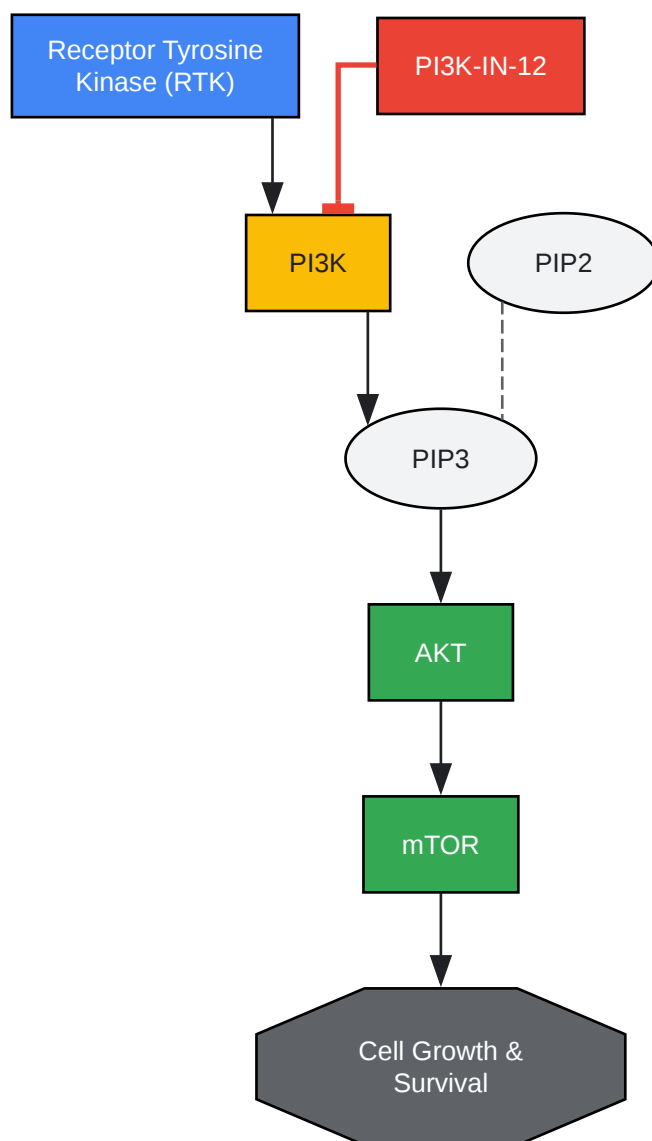 Receptor Tyrosine
Kinase (RTK)
PI3K-IN-12
PI3K
PIP2
PIP3
AKT
mTOR
Cell Growth &
Survival